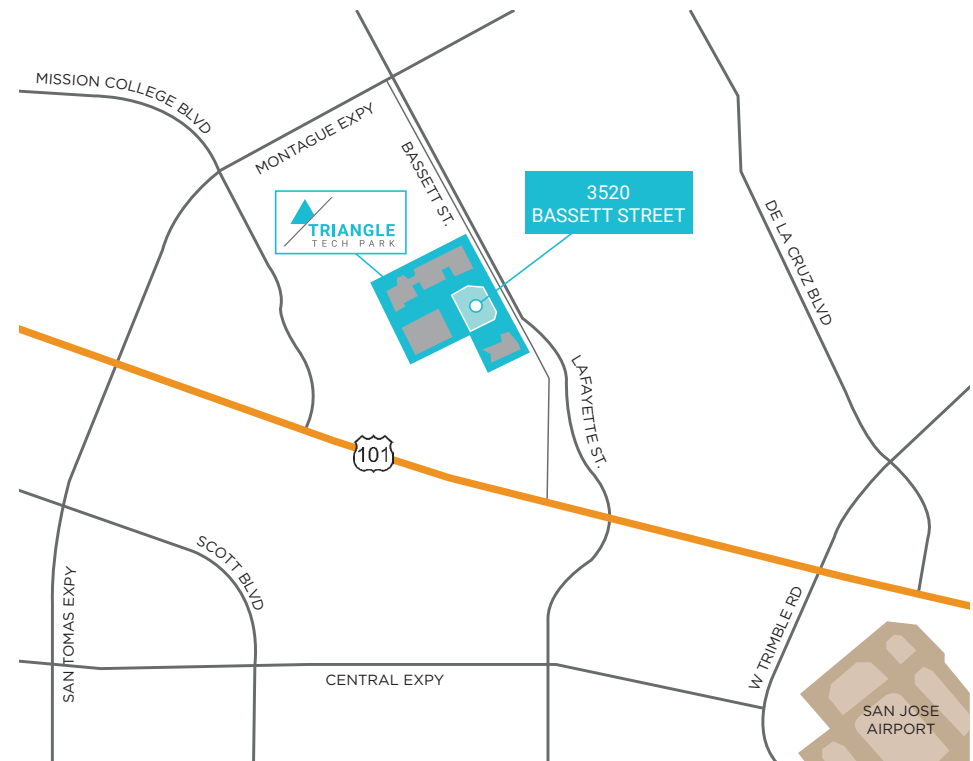 MISSION COLLEGE BLVD
MONTAGUE EXPY
BASSETT ST.
3520
BASSETT STREET
TRIANGLE
TECH PARK
DE LA CRUZ BLVD
LAFAYETTE ST.
101
SCOTT BLVD
SAN TOMAS EXPY
W TRIMBLE RD
CENTRAL EXPY
SAN JOSE
AIRPORT